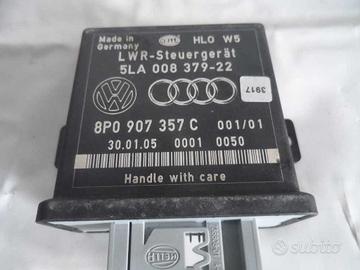 Made in
Germany
HLO W5
LWR-Steuergerät
5LA 008 379-22
3917
8P0 907 357 C 001/01
30.01.05 0001 0050
Handle with care
HELLA
subito